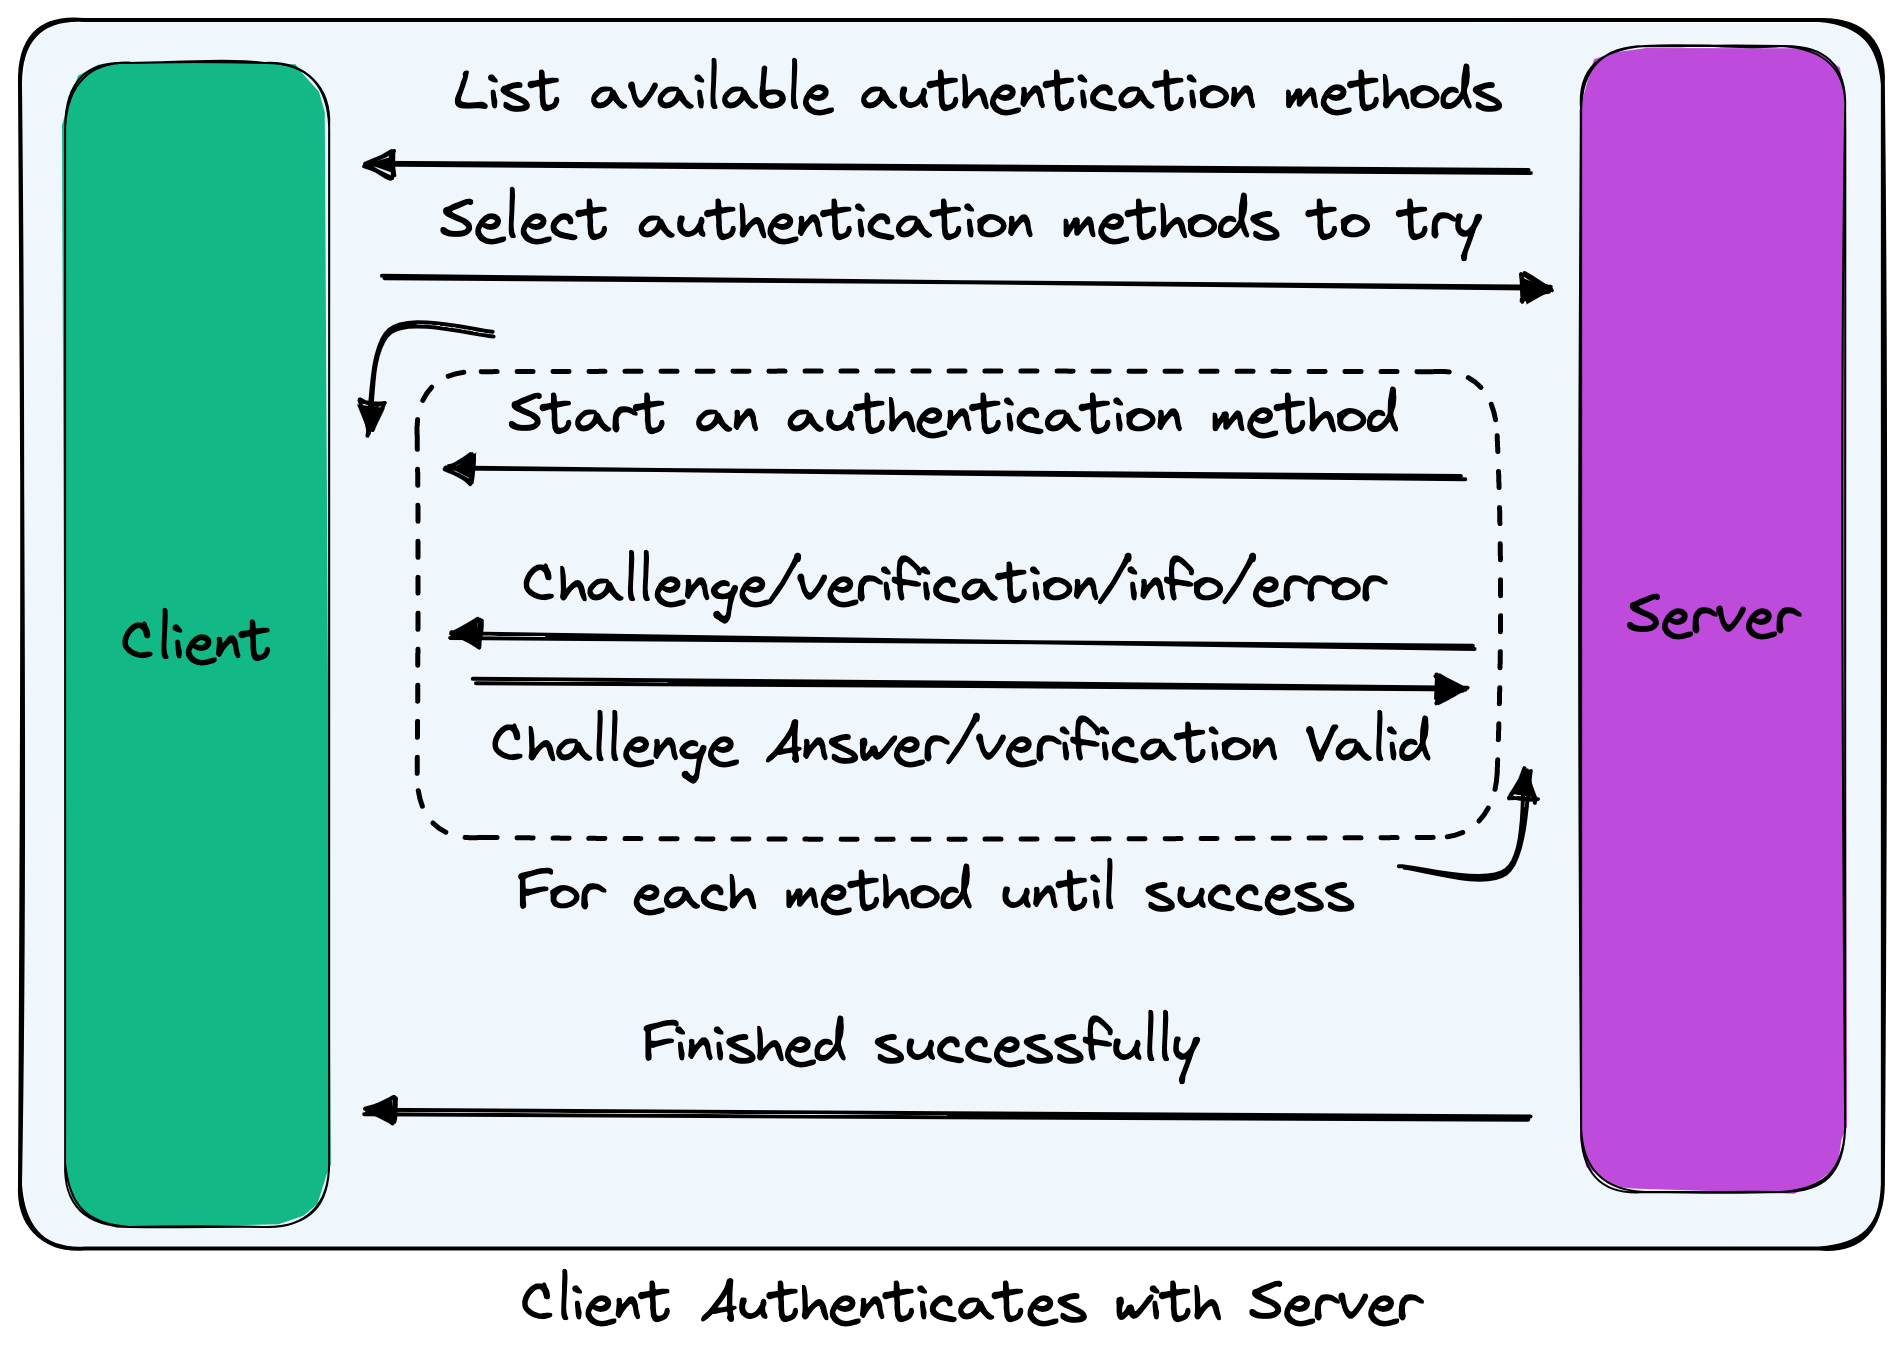 List available authentication methods
Select authentication methods to try
Start an authentication method
Challenge/verification/info/error
Client
Server
Challenge Answer/verification Valid
For each method until success
Finished successfully
Client Authenticates with Server